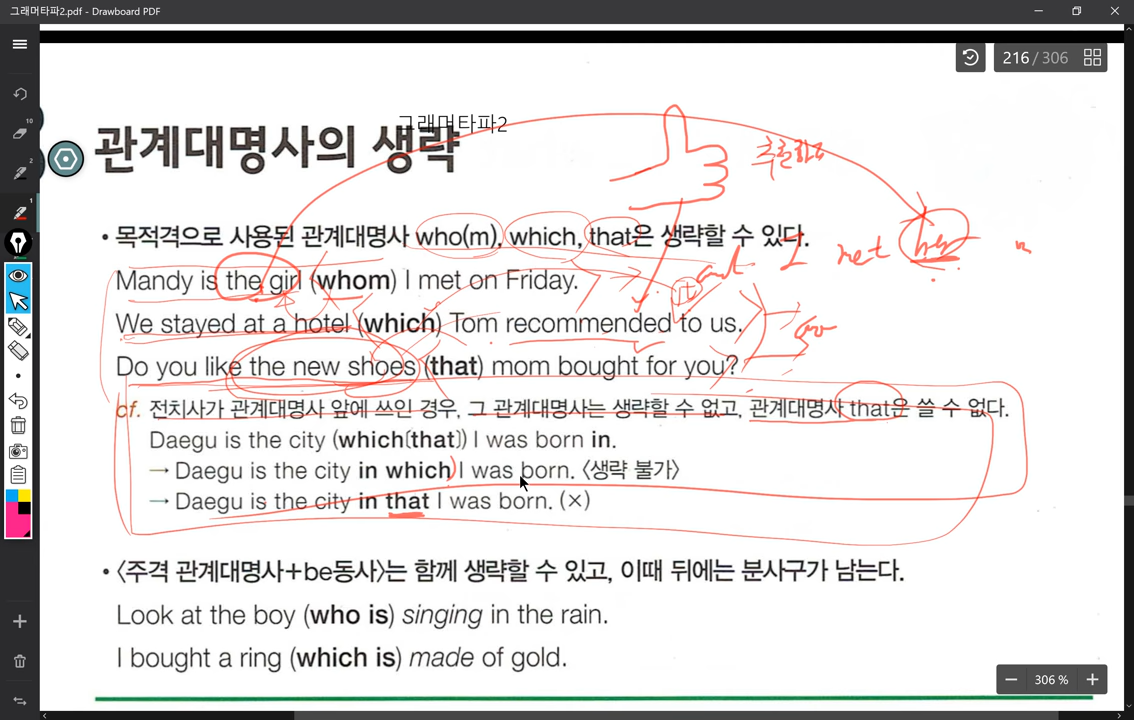 그래머타파2.pdf - Drawboard PDF
216 / 306
그래머타파2
관계대명사의 생략
추출하고
• 목적격으로 사용된 관계대명사 who(m), which, that은 생략할 수 있다.
and I met her
Mandy is the girl (whom) I met on Friday.
it
We stayed at a hotel (which) Tom recommended to us.
Do you like the new shoes (that) mom bought for you?
cf. 전치사가 관계대명사 앞에 쓰인 경우, 그 관계대명사는 생략할 수 없고, 관계대명사 that은 쓸 수 없다.
Daegu is the city (which(that)) I was born in.
→ Daegu is the city in which I was born. <생략 불가>
→ Daegu is the city in that I was born. (×)
• <주격 관계대명사+be동사>는 함께 생략할 수 있고, 이때 뒤에는 분사구가 남는다.
Look at the boy (who is) singing in the rain.
I bought a ring (which is) made of gold.
306 %
10
2
1